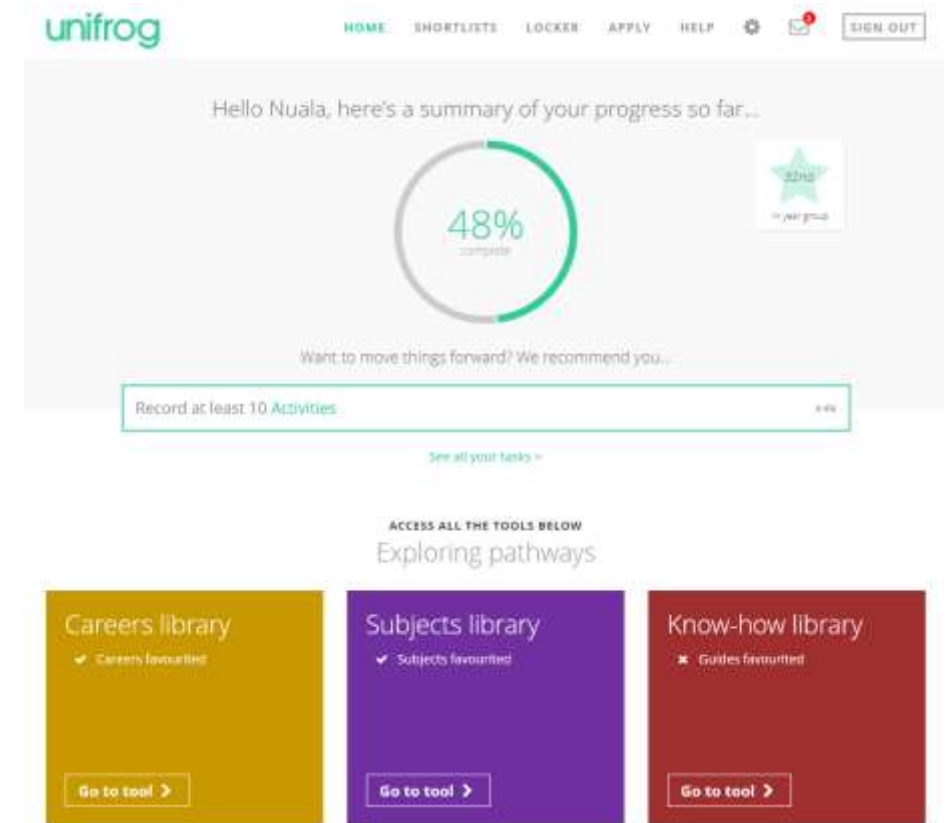 unifrog
HOME SHORTLISTS LOCKER APPLY HELP SIGN OUT
Hello Nuala, here's a summary of your progress so far...
48%
complete
in year group
Want to move things forward? We recommend you...
Record at least 10 Activities
See all your tasks
ACCESS ALL THE TOOLS BELOW
Exploring pathways
Careers library
Careers favourited
Go to tool
Subjects library
Subjects favourited
Go to tool
Know-how library
Guides favourited
Go to tool